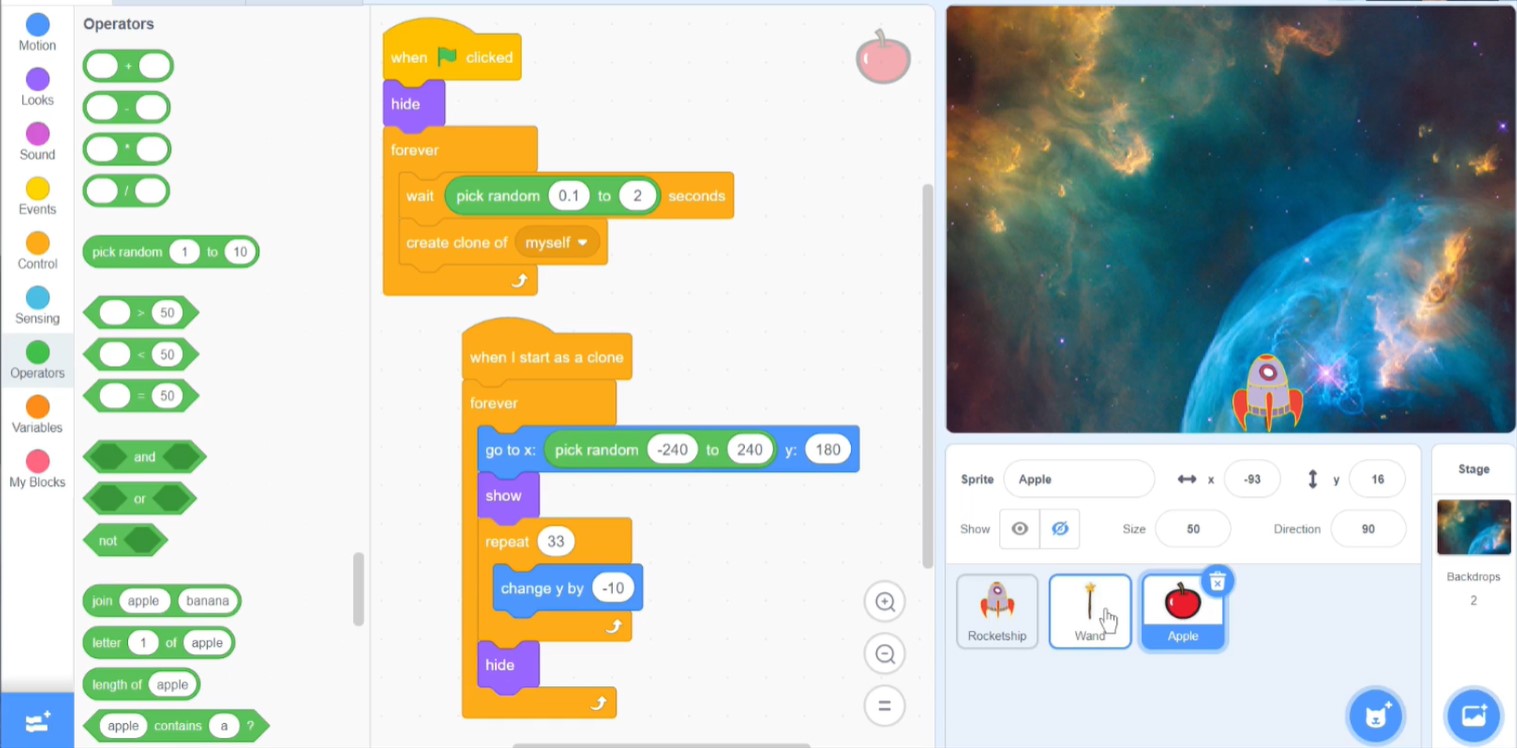 Motion
Looks
Sound
Events
Control
Sensing
Operators
Variables
My Blocks
Operators
+
-
*
/
pick random 1 to 10
> 50
< 50
= 50
and
or
not
join apple banana
letter 1 of apple
length of apple
apple contains a ?
when clicked
hide
forever
wait pick random 0.1 to 2 seconds
create clone of myself
when I start as a clone
forever
go to x: pick random -240 to 240 y: 180
show
repeat 33
change y by -10
hide
Sprite Apple x -93 y 16
Show Size 50 Direction 90
Rocketship
Wand
Apple
Stage
Backdrops
2